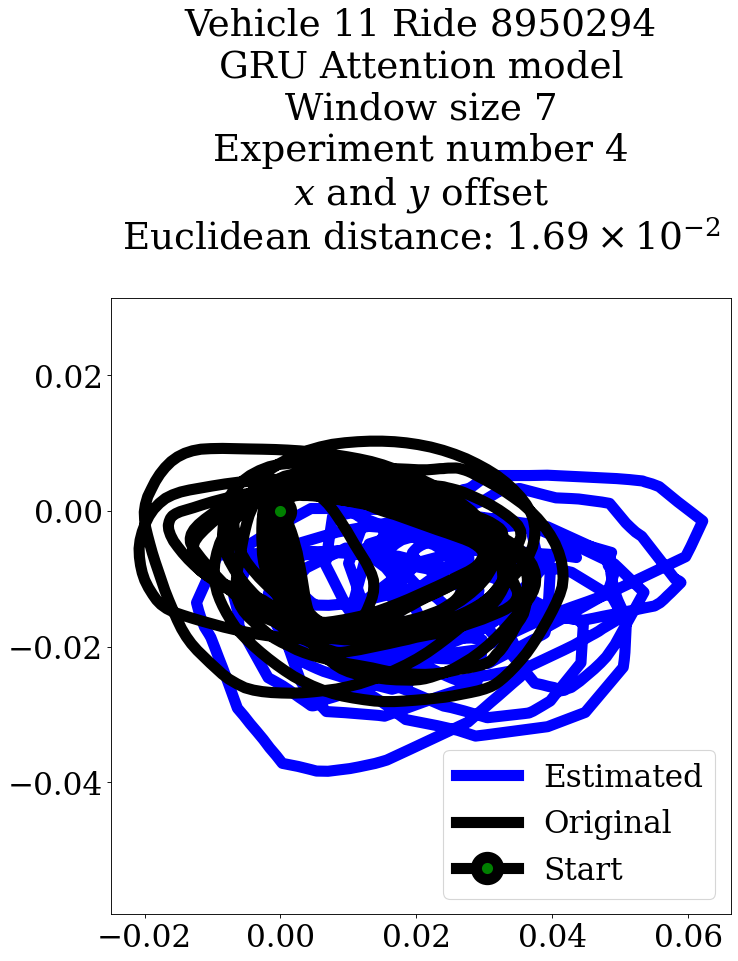 Vehicle 11 Ride 8950294
GRU Attention model
Window size 7
Experiment number 4
x and y offset
Euclidean distance: 1.69 × 10⁻²
0.02
0.00
−0.02
−0.04
Estimated
Original
Start
−0.02 0.00 0.02 0.04 0.06